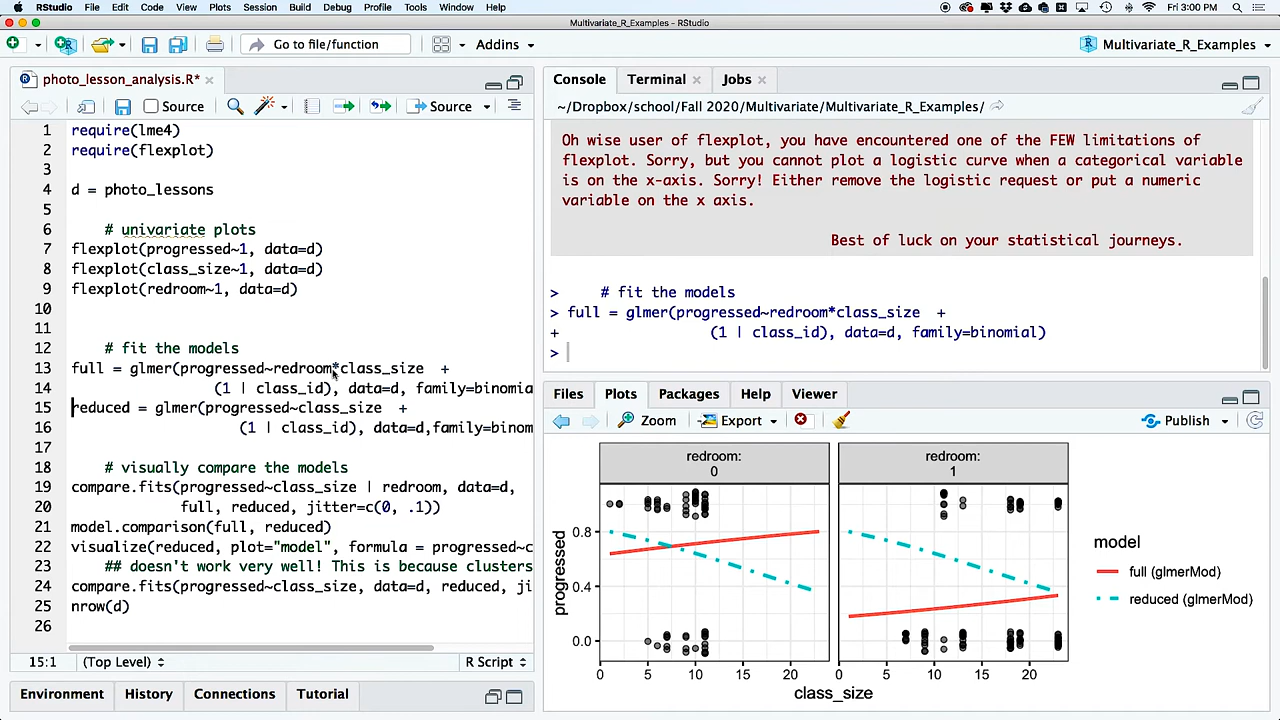 RStudio File Edit Code View Plots Session Build Debug Profile Tools Window Help Fri 3:00 PM
Multivariate_R_Examples - RStudio
Go to file/function Addins Multivariate_R_Examples
photo_lesson_analysis.R*
Source Source
1 require(lme4)
2 require(flexplot)
3
4 d = photo_lessons
5
6 # univariate plots
7 flexplot(progressed~1, data=d)
8 flexplot(class_size~1, data=d)
9 flexplot(redroom~1, data=d)
10
11
12 # fit the models
13 full = glmer(progressed~redroom*class_size +
14 (1 | class_id), data=d, family=binomia
15 reduced = glmer(progressed~class_size +
16 (1 | class_id), data=d,family=binom
17
18 # visually compare the models
19 compare.fits(progressed~class_size | redroom, data=d,
20 full, reduced, jitter=c(0, .1))
21 model.comparison(full, reduced)
22 visualize(reduced, plot="model", formula = progressed~c
23 ## doesn't work very well! This is because clusters
24 compare.fits(progressed~class_size, data=d, reduced, ji
25 nrow(d)
26
15:1 (Top Level) R Script
Environment History Connections Tutorial
Console Terminal Jobs
~/Dropbox/school/Fall 2020/Multivariate/Multivariate_R_Examples/
Oh wise user of flexplot, you have encountered one of the FEW limitations of
flexplot. Sorry, but you cannot plot a logistic curve when a categorical variable
is on the x-axis. Sorry! Either remove the logistic request or put a numeric
variable on the x axis.
Best of luck on your statistical journeys.
> # fit the models
> full = glmer(progressed~redroom*class_size +
+ (1 | class_id), data=d, family=binomial)
>
Files Plots Packages Help Viewer
Zoom Export Publish
redroom:
0
redroom:
1
progressed
0.8
0.4
0.0
0 5 10 15 20
0 5 10 15 20
class_size
model
full (glmerMod)
reduced (glmerMod)